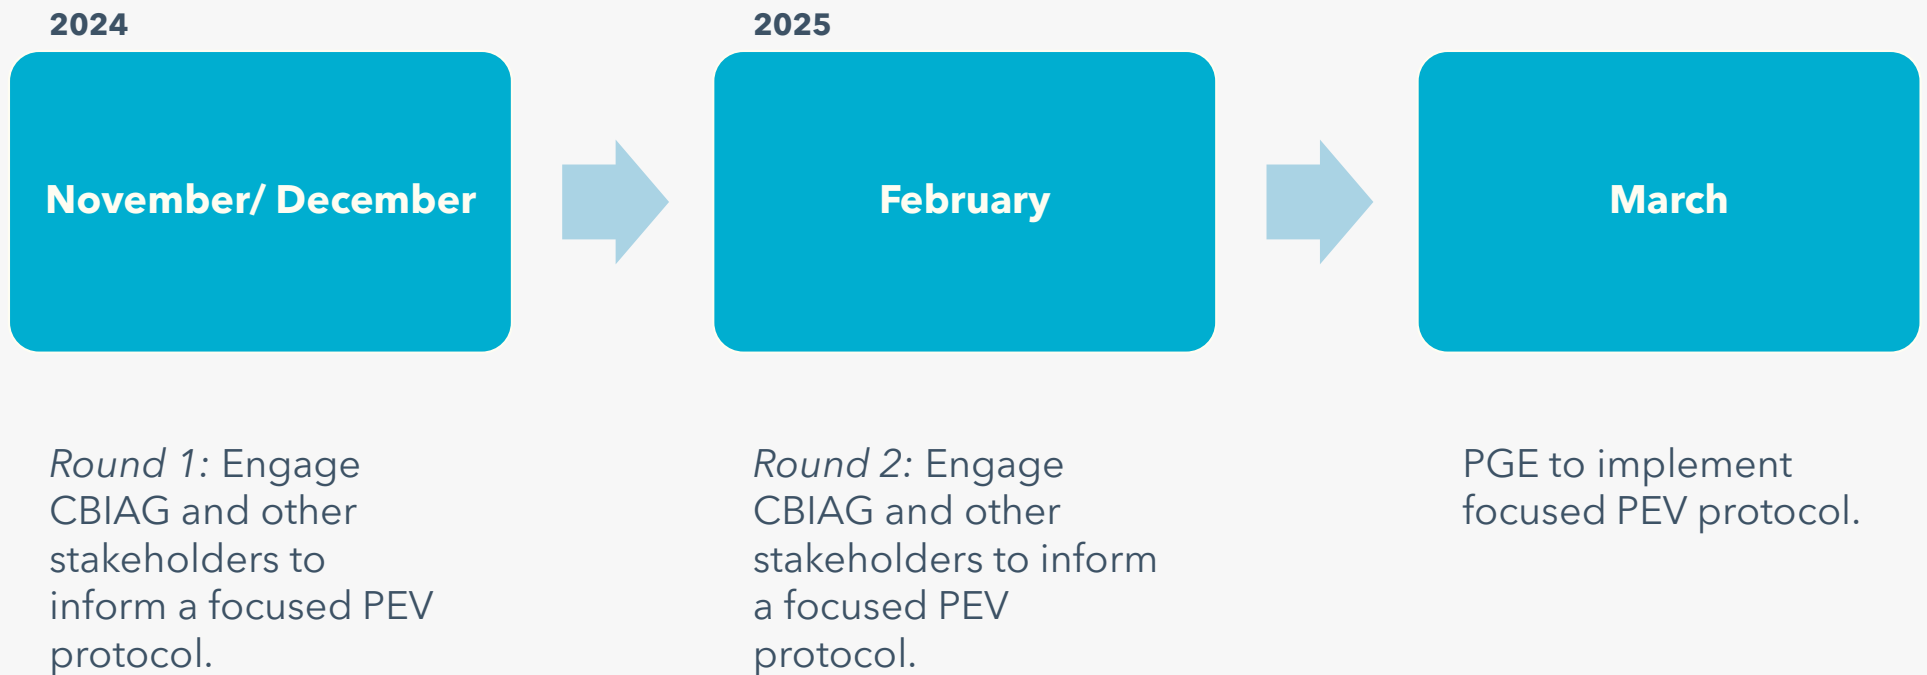 2024
November/ December
Round 1: Engage
CBIAG and other
stakeholders to
inform a focused PEV
protocol.
2025
February
Round 2: Engage
CBIAG and other
stakeholders to inform
a focused PEV
protocol.
March
PGE to implement
focused PEV protocol.